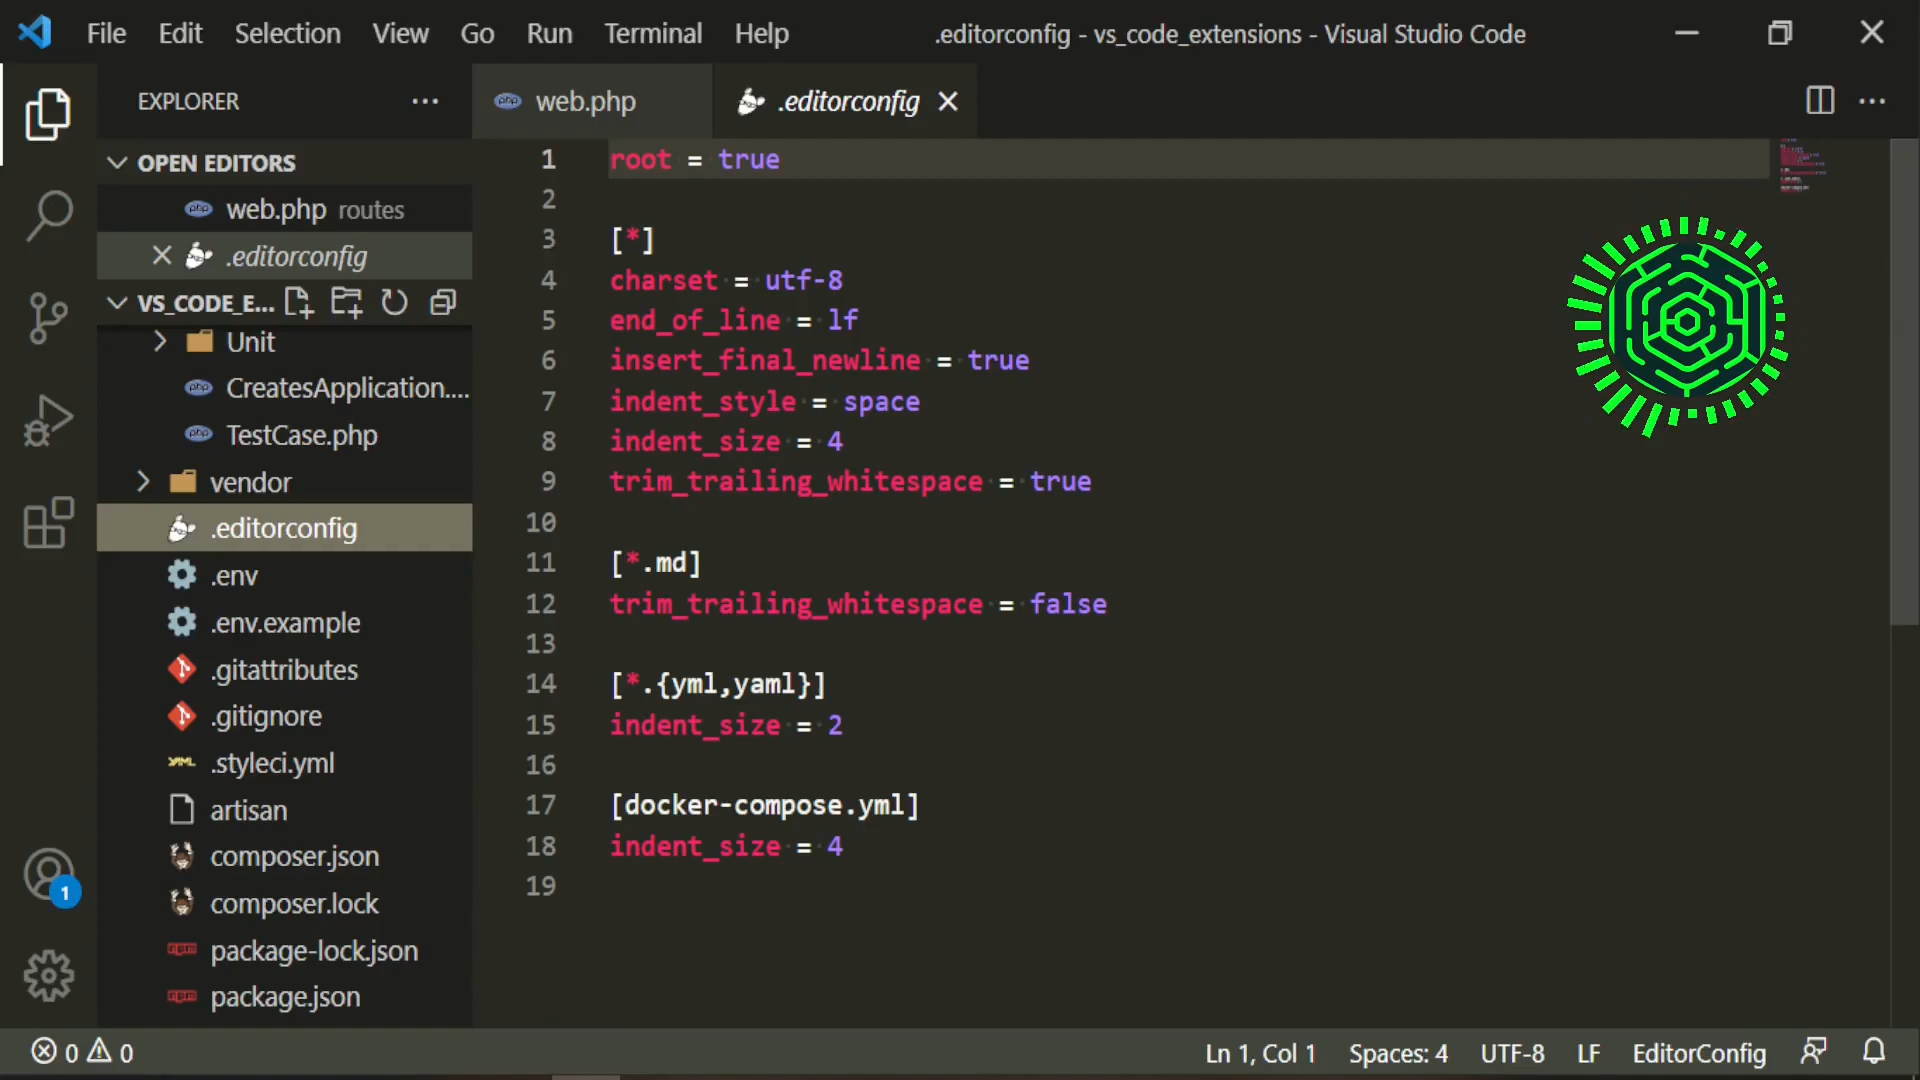 File Edit Selection View Go Run Terminal Help .editorconfig - vs_code_extensions - Visual Studio Code
EXPLORER
web.php
.editorconfig
OPEN EDITORS
web.php routes
.editorconfig
VS_CODE_E...
Unit
CreatesApplication....
TestCase.php
vendor
.editorconfig
.env
.env.example
.gitattributes
.gitignore
.styleci.yml
artisan
composer.json
composer.lock
package-lock.json
package.json
1 root = true
2
3 [*]
4 charset = utf-8
5 end_of_line = lf
6 insert_final_newline = true
7 indent_style = space
8 indent_size = 4
9 trim_trailing_whitespace = true
10
11 [*.md]
12 trim_trailing_whitespace = false
13
14 [*.{yml,yaml}]
15 indent_size = 2
16
17 [docker-compose.yml]
18 indent_size = 4
19
1
0 0 Ln 1, Col 1 Spaces: 4 UTF-8 LF EditorConfig